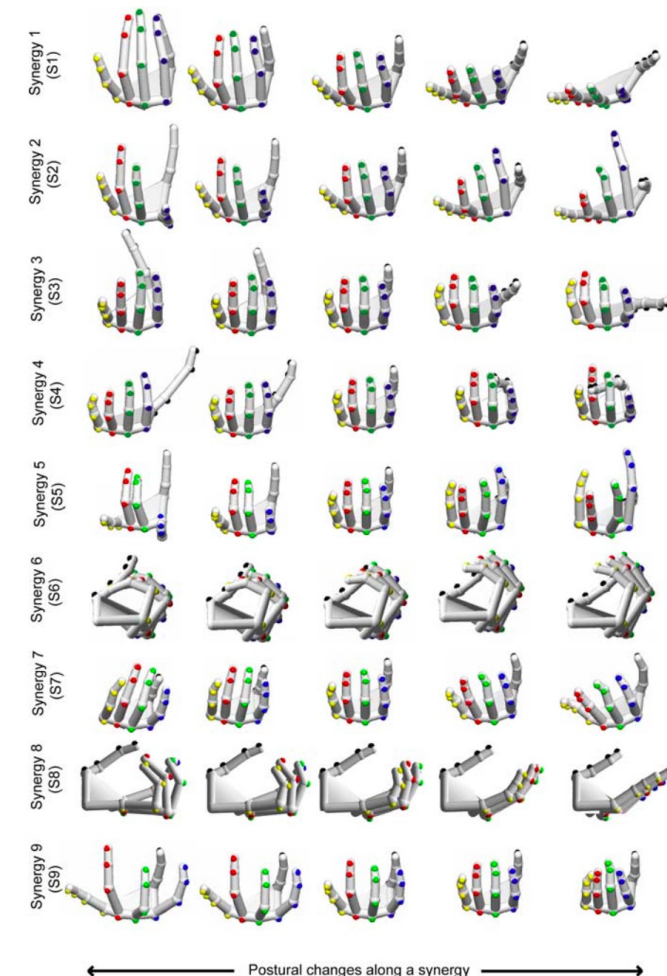 Synergy 1
(S1)
Synergy 2
(S2)
Synergy 3
(S3)
Synergy 4
(S4)
Synergy 5
(S5)
Synergy 6
(S6)
Synergy 7
(S7)
Synergy 8
(S8)
Synergy 9
(S9)
Postural changes along a synergy